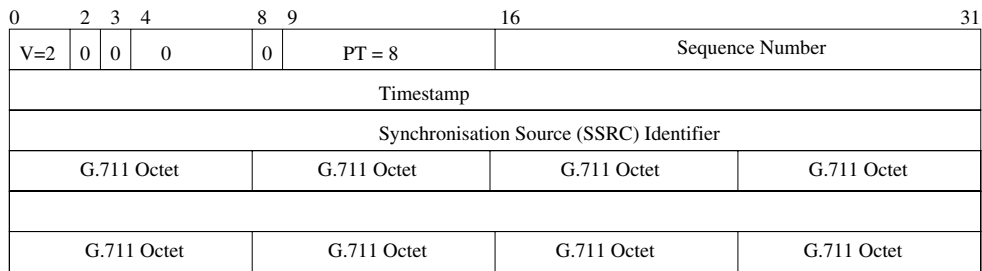 0 2 3 4 8 9 16 31
V=2 0 0 0 0 PT = 8 Sequence Number
Timestamp
Synchronisation Source (SSRC) Identifier
G.711 Octet G.711 Octet G.711 Octet G.711 Octet
G.711 Octet G.711 Octet G.711 Octet G.711 Octet